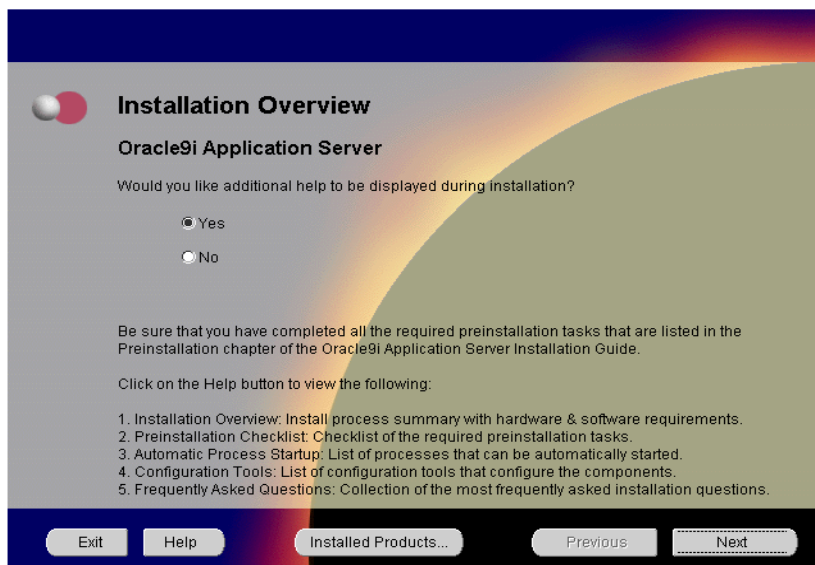 Installation Overview
Oracle9i Application Server
Would you like additional help to be displayed during installation?
Yes
No
Be sure that you have completed all the required preinstallation tasks that are listed in the
Preinstallation chapter of the Oracle9i Application Server Installation Guide.
Click on the Help button to view the following:
1. Installation Overview: Install process summary with hardware & software requirements.
2. Preinstallation Checklist: Checklist of the required preinstallation tasks.
3. Automatic Process Startup: List of processes that can be automatically started.
4. Configuration Tools: List of configuration tools that configure the components.
5. Frequently Asked Questions: Collection of the most frequently asked installation questions.
Exit Help Installed Products... Previous Next